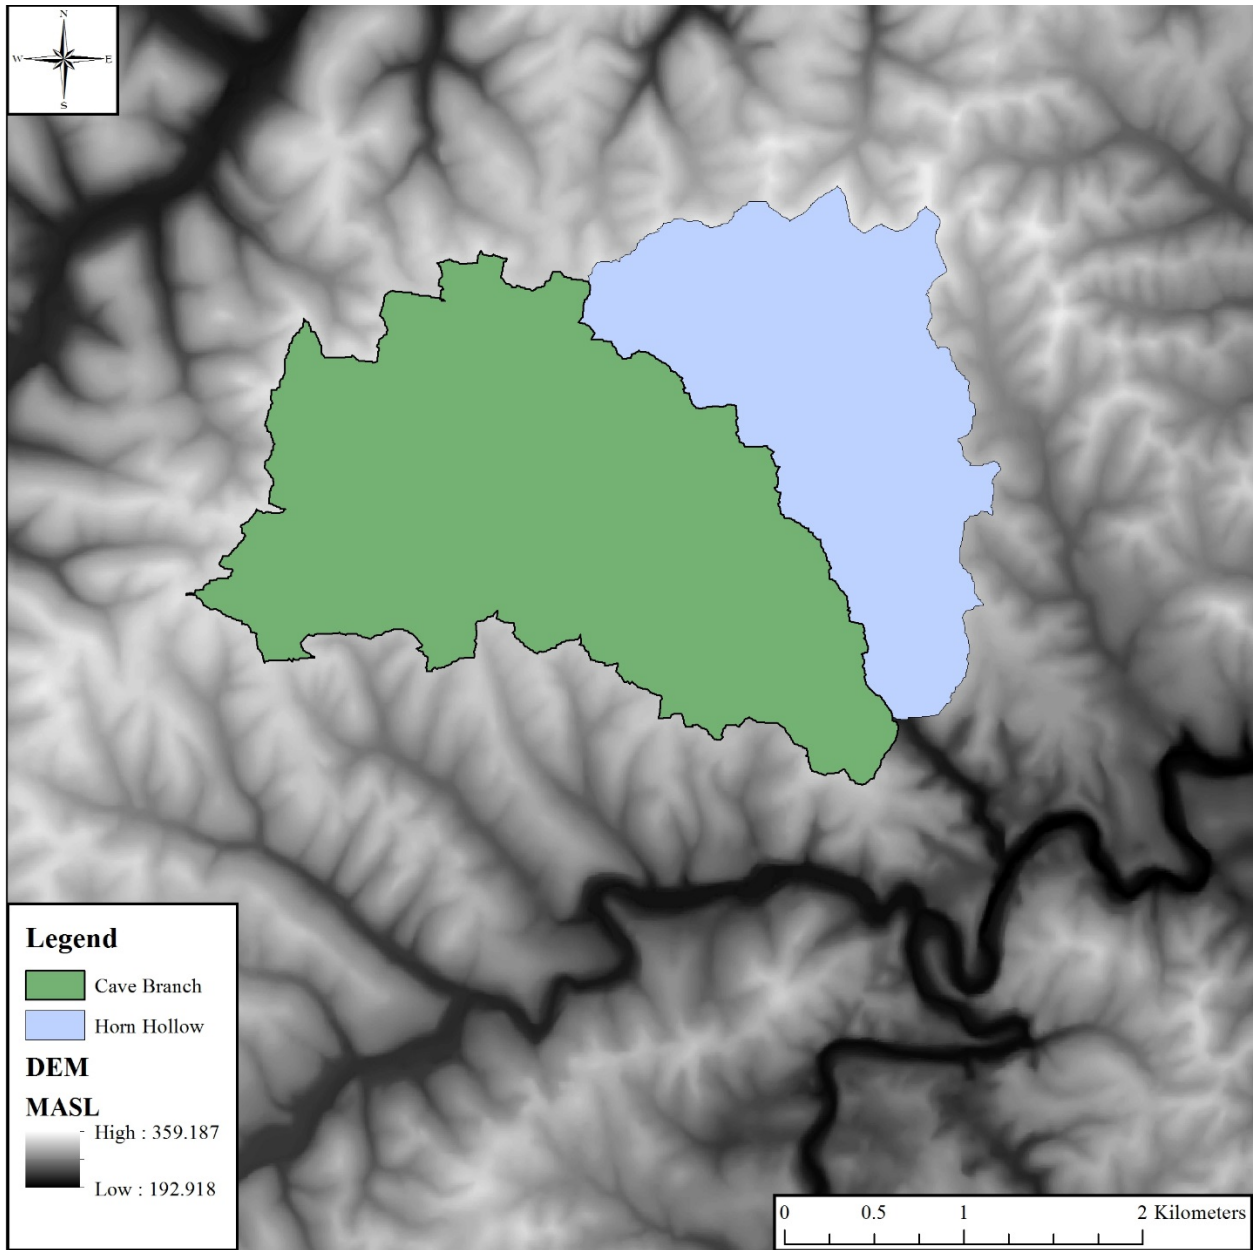 N
W E
S
Legend
Cave Branch
Horn Hollow
DEM
MASL
High : 359.187
Low : 192.918
0 0.5 1 2 Kilometers